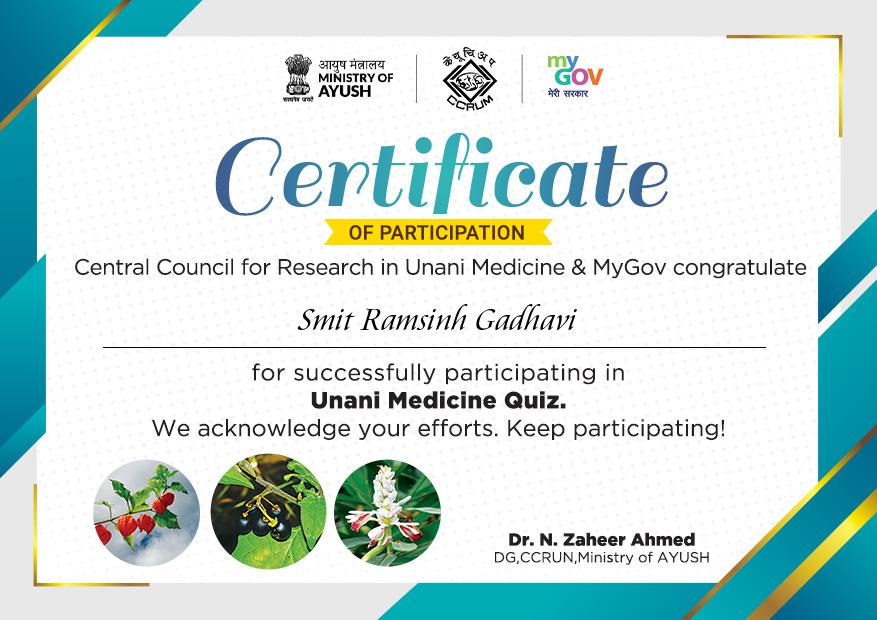 आयुष मंत्रालय
MINISTRY OF
AYUSH
सत्यमेव जयते
के यू चि अ प
CCRUM
my
GOV
मेरी सरकार
Certificate
OF PARTICIPATION
Central Council for Research in Unani Medicine & MyGov congratulate
Smit Ramsinh Gadhavi
for successfully participating in
Unani Medicine Quiz.
We acknowledge your efforts. Keep participating!
Dr. N. Zaheer Ahmed
DG,CCRUN,Ministry of AYUSH